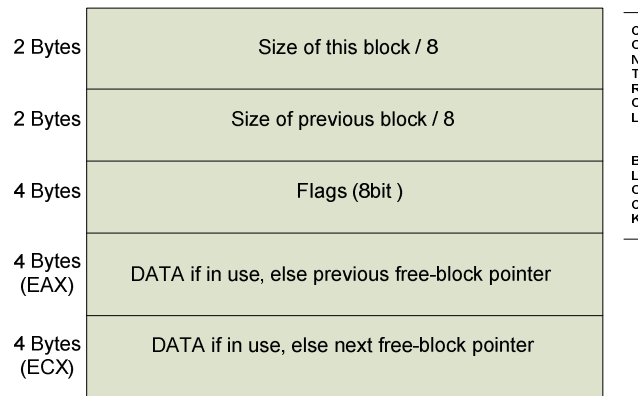 2 Bytes
Size of this block / 8
2 Bytes
Size of previous block / 8
4 Bytes
Flags (8bit )
4 Bytes
(EAX)
DATA if in use, else previous free-block pointer
4 Bytes
(ECX)
DATA if in use, else next free-block pointer
CONTROL
BLOCK